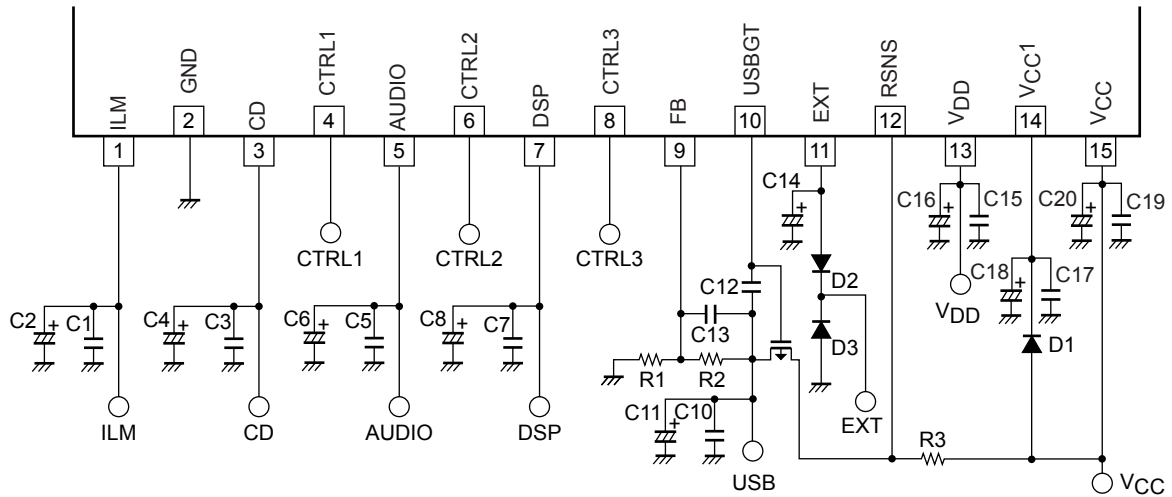 ILM
GND
CD
CTRL1
AUDIO
CTRL2
DSP
CTRL3
FB
USBGT
EXT
RSNS
VDD
VCC1
VCC
1
2
3
4
5
6
7
8
9
10
11
12
13
14
15
C14 +
C16 + C15
C20 + C19
CTRL1
CTRL2
CTRL3
C12
D2
C18 + C17
VDD
C2 + C1
C4 + C3
C6 + C5
C8 + C7
C13
D3
D1
R1
R2
C11 + C10
EXT
ILM
CD
AUDIO
DSP
R3
USB
VCC